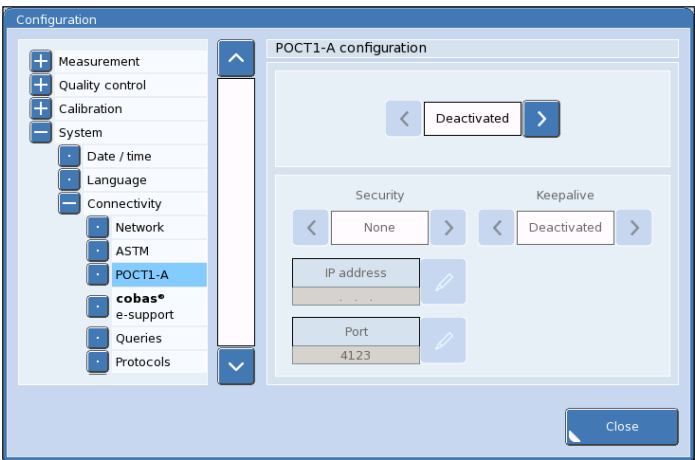 Configuration
Measurement
Quality control
Calibration
System
Date / time
Language
Connectivity
Network
ASTM
POCT1-A
cobas®
e-support
Queries
Protocols
POCT1-A configuration
Deactivated
Security
Keepalive
None
Deactivated
IP address
. . .
Port
4123
Close